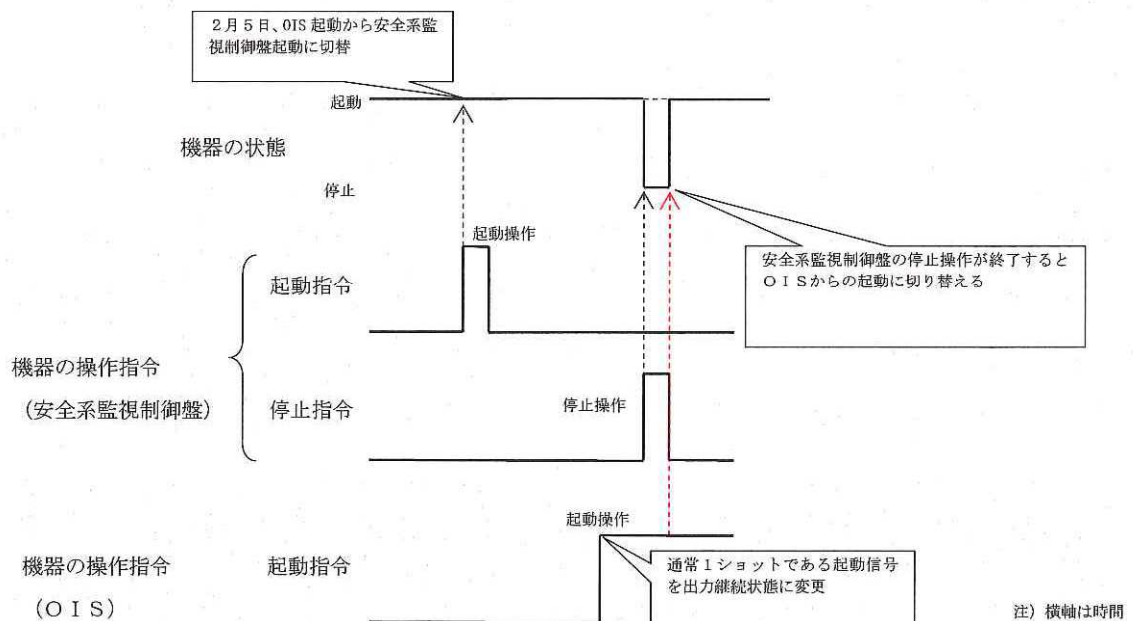 2月5日、OIS 起動から安全系監
視制御盤起動に切替
起動
機器の状態
停止
起動操作
安全系監視制御盤の停止操作が終了すると
ＯＩＳからの起動に切り替える
起動指令
機器の操作指令
（安全系監視制御盤）
停止操作
停止指令
起動操作
機器の操作指令
（ＯＩＳ）
起動指令
通常１ショットである起動信号
を出力継続状態に変更
注）横軸は時間